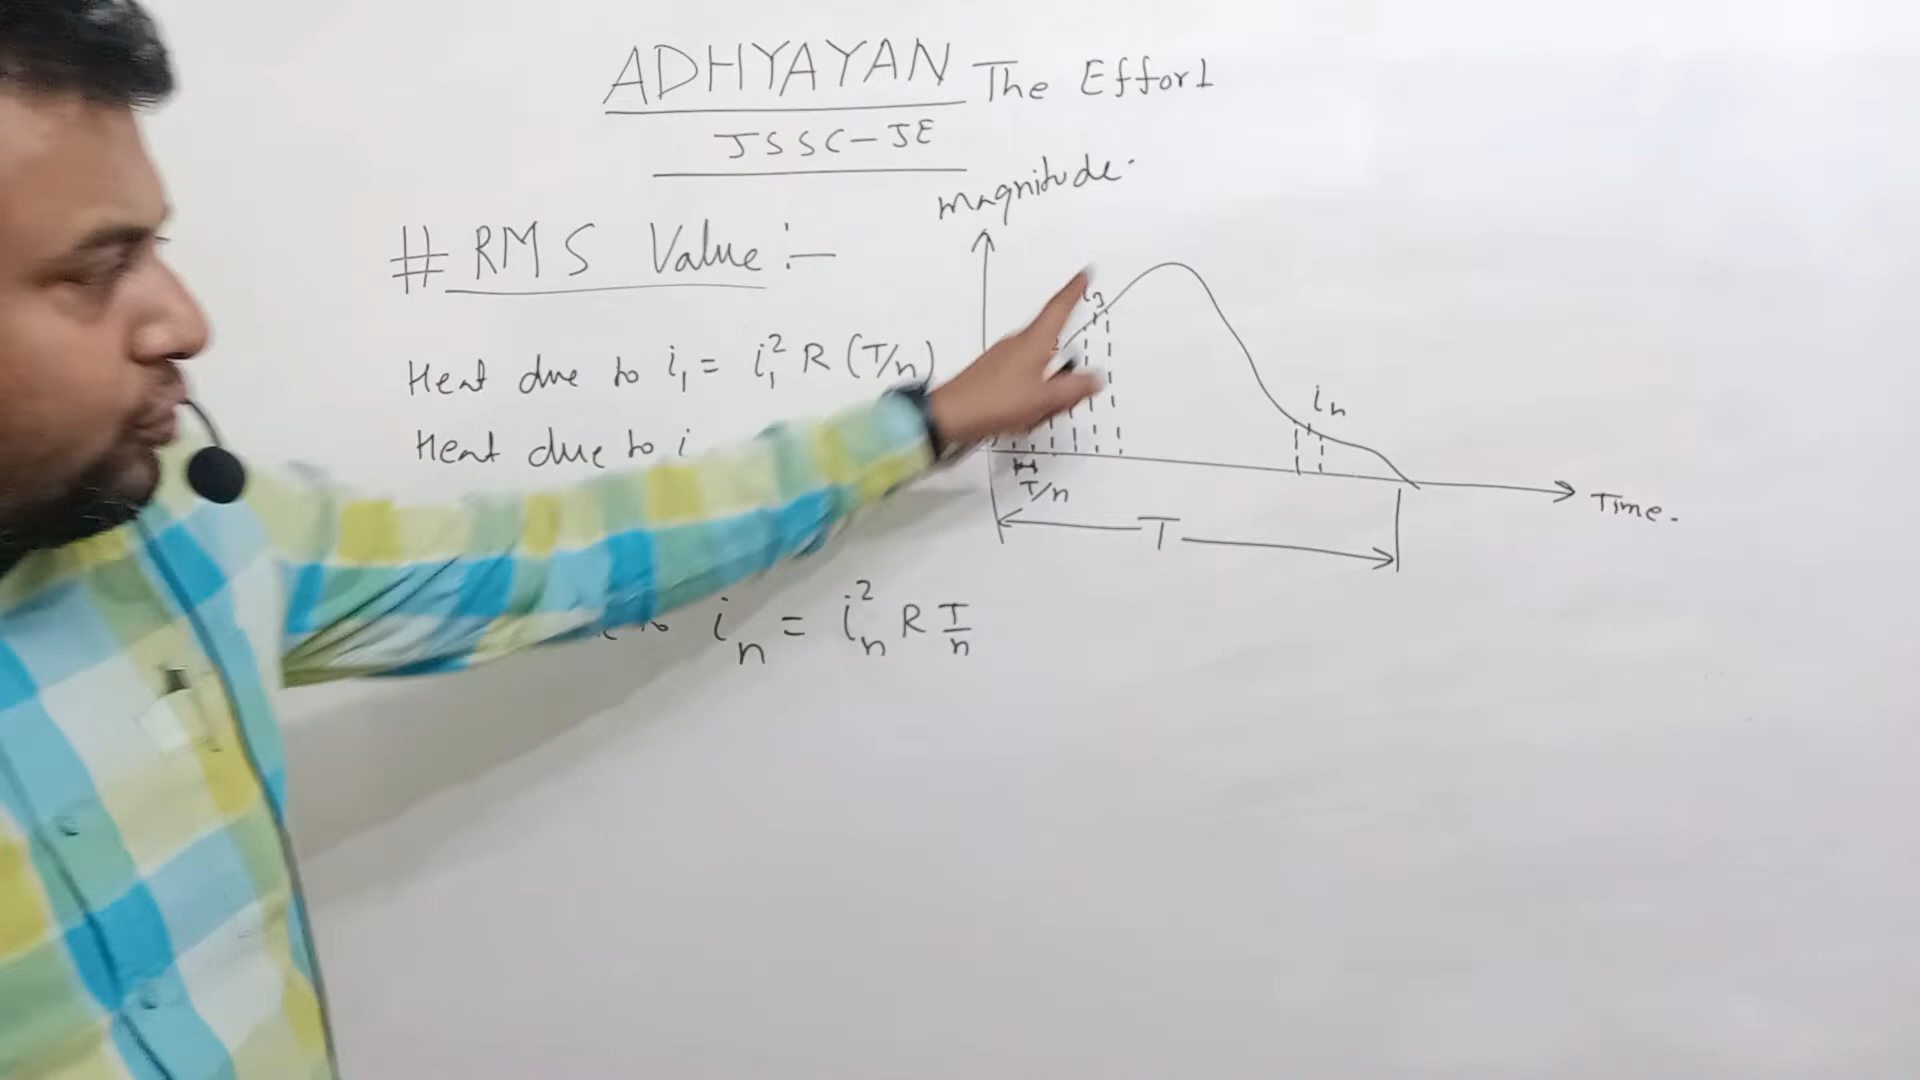 ADHYAYAN The Effort
JSSC-JE
# RMS Value :-
Magnitude.
Heat due to i₁ = i₁² R (T/n)
Heat due to i
i₃
iₙ
T/n
T
Time.
iₙ = iₙ² R T/n